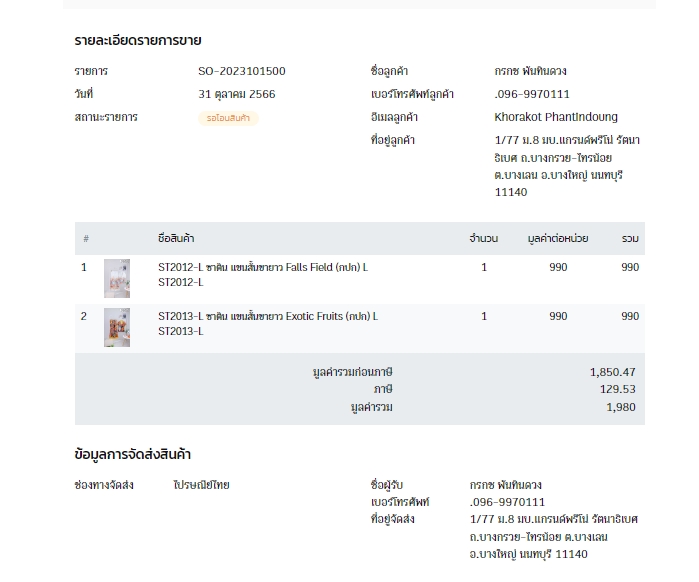 รายละเอียดรายการขาย
รายการ SO-2023101500 ชื่อลูกค้า กรกช พันทินดวง
วันที่ 31 ตุลาคม 2566 เบอร์โทรศัพท์ลูกค้า .096-9970111
สถานะรายการ รอโอนสินค้า อีเมลลูกค้า Khorakot PhantIndoung
ที่อยู่ลูกค้า 1/77 ม.8 มบ.แกรนด์พรีโน่ รัตนา
ธิเบศ ถ.บางกรวย-ไทรน้อย
ต.บางเลน อ.บางใหญ่ นนทบุรี
11140
# ชื่อสินค้า จำนวน มูลค่าต่อหน่วย รวม
1 ST2012-L ซาติน แขนสั้นขายาว Falls Field (กปก) L 1 990 990
ST2012-L
2 ST2013-L ซาติน แขนสั้นขายาว Exotic Fruits (กปก) L 1 990 990
ST2013-L
มูลค่ารวมก่อนภาษี 1,850.47
ภาษี 129.53
มูลค่ารวม 1,980
ข้อมูลการจัดส่งสินค้า
ช่องทางจัดส่ง ไปรษณีย์ไทย ชื่อผู้รับ กรกช พันทินดวง
เบอร์โทรศัพท์ .096-9970111
ที่อยู่จัดส่ง 1/77 ม.8 มบ.แกรนด์พรีโน่ รัตนาธิเบศ
ถ.บางกรวย-ไทรน้อย ต.บางเลน
อ.บางใหญ่ นนทบุรี 11140